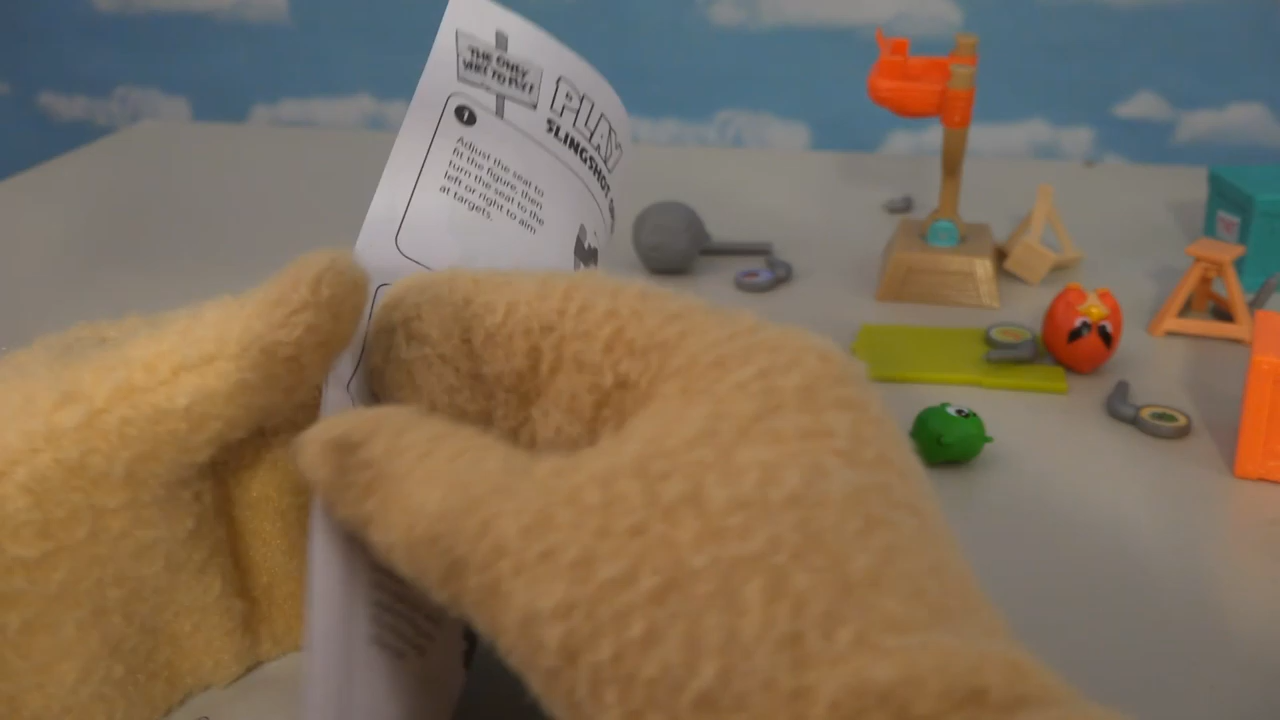 THE ONLY
WAY TO FLY!
PLAY
SLINGSHOT
1
Adjust the seat to
fit the figure, then
turn the seat to the
left or right to aim
at targets.